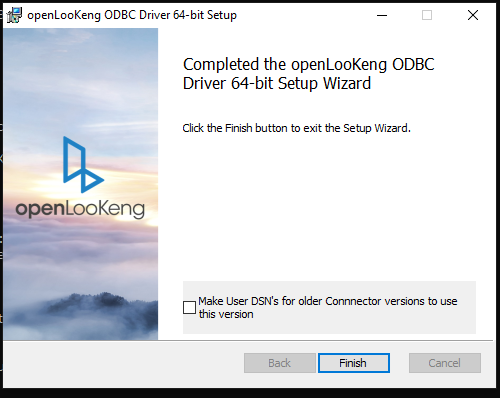 openLooKeng ODBC Driver 64-bit Setup
Completed the openLooKeng ODBC
Driver 64-bit Setup Wizard
Click the Finish button to exit the Setup Wizard.
openLooKeng
Make User DSN's for older Connnector versions to use
this version
Back
Finish
Cancel